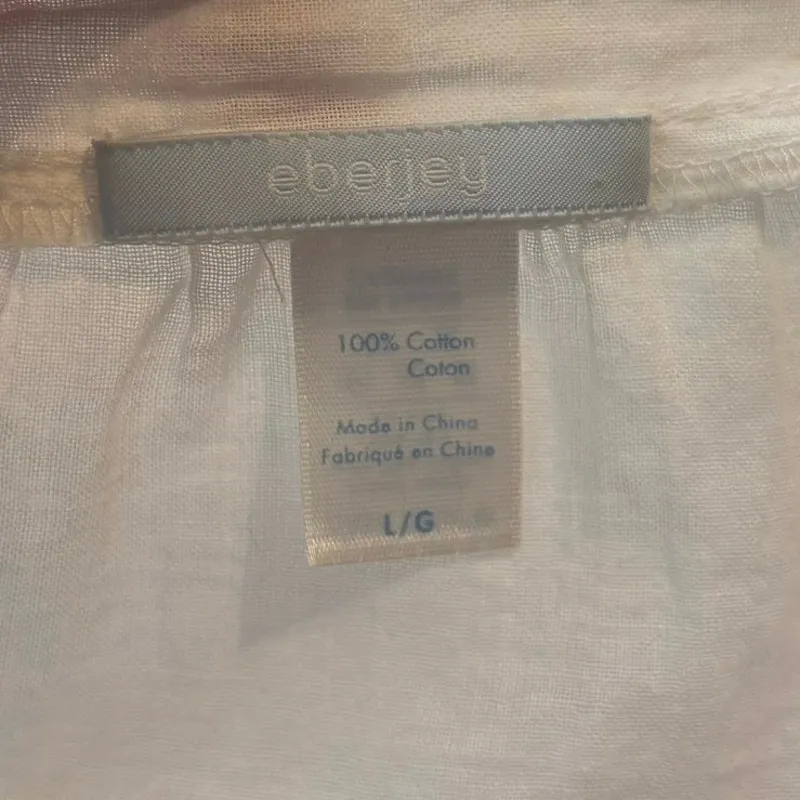 eberjey
100% Cotton
Coton
Made in China
Fabriqué en Chine
L/G